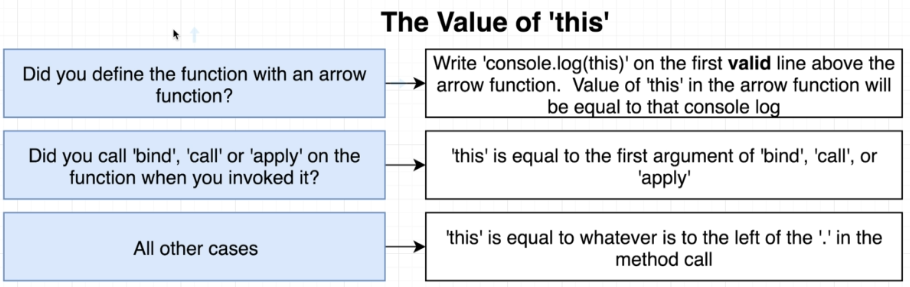 The Value of 'this'
Did you define the function with an arrow
function?
Write 'console.log(this)' on the first valid line above the
arrow function.  Value of 'this' in the arrow function will
be equal to that console log
Did you call 'bind', 'call' or 'apply' on the
function when you invoked it?
'this' is equal to the first argument of 'bind', 'call', or
'apply'
All other cases
'this' is equal to whatever is to the left of the '.' in the
method call